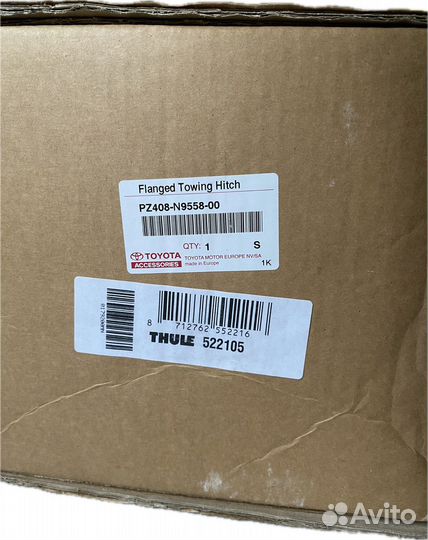 Flanged Towing Hitch
PZ408-N9558-00
QTY: 1 S
TOYOTA
ACCESSORIES
TOYOTA MOTOR EUROPE NV/SA
made in Europe
1K
8 712762 552216
THULE 522105
Avito